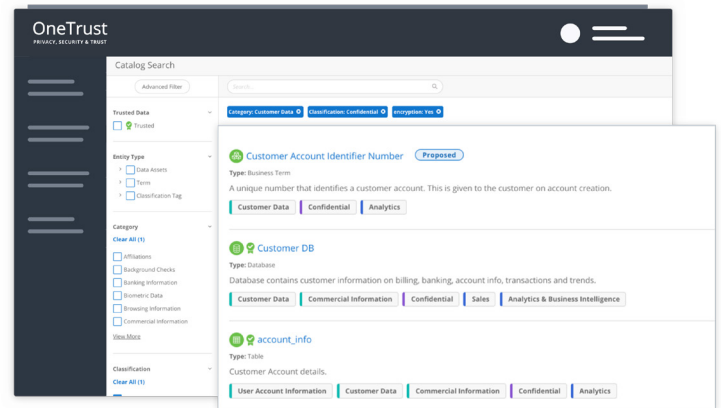 OneTrust
PRIVACY, SECURITY & TRUST
Catalog Search
Advanced Filter
Search...
Trusted Data
Trusted
Category: Customer Data
Classification: Confidential
encryption: Yes
Entity Type
Data Assets
Term
Classification Tag
Category
Clear All (1)
Affiliations
Background Checks
Banking Information
Biometric Data
Browsing Information
Commercial Information
View More
Classification
Clear All (1)
Customer Account Identifier Number
Proposed
Type: Business Term
A unique number that identifies a customer account. This is given to the customer on account creation.
Customer Data
Confidential
Analytics
Customer DB
Type: Database
Database contains customer information on billing, banking, account info, transactions and trends.
Customer Data
Commercial Information
Confidential
Sales
Analytics & Business Intelligence
account_info
Type: Table
Customer Account details.
User Account Information
Customer Data
Commercial Information
Confidential
Analytics